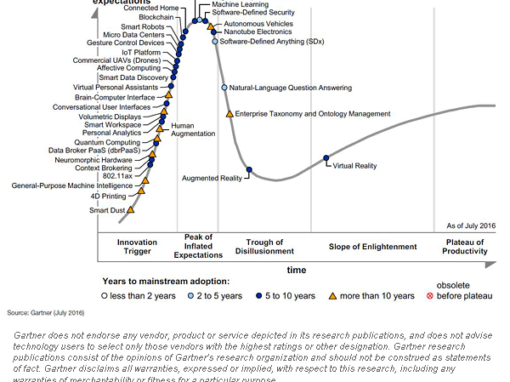 expectations
Connected Home
Machine Learning
Blockchain
Software-Defined Security
Smart Robots
Autonomous Vehicles
Micro Data Centers
Nanotube Electronics
Gesture Control Devices
Software-Defined Anything (SDx)
IoT Platform
Commercial UAVs (Drones)
Affective Computing
Smart Data Discovery
Virtual Personal Assistants
Natural-Language Question Answering
Brain-Computer Interface
Conversational User Interfaces
Volumetric Displays
Enterprise Taxonomy and Ontology Management
Smart Workspace
Human
Augmentation
Personal Analytics
Quantum Computing
Data Broker PaaS (dbrPaaS)
Neuromorphic Hardware
Context Brokering
Virtual Reality
802.11ax
Augmented Reality
General-Purpose Machine Intelligence
4D Printing
Smart Dust
As of July 2016
Innovation
Trigger
Peak of
Inflated
Expectations
Trough of
Disillusionment
Slope of Enlightenment
Plateau of
Productivity
time
Years to mainstream adoption:
less than 2 years
2 to 5 years
5 to 10 years
more than 10 years
obsolete
before plateau
Source: Gartner (July 2016)
Gartner does not endorse any vendor, product or service depicted in its research publications, and does not advise
technology users to select only those vendors with the highest ratings or other designation. Gartner research
publications consist of the opinions of Gartner's research organization and should not be construed as statements
of fact. Gartner disclaims all warranties, expressed or implied, with respect to this research, including any
warranties of merchantability or fitness for a particular purpose.